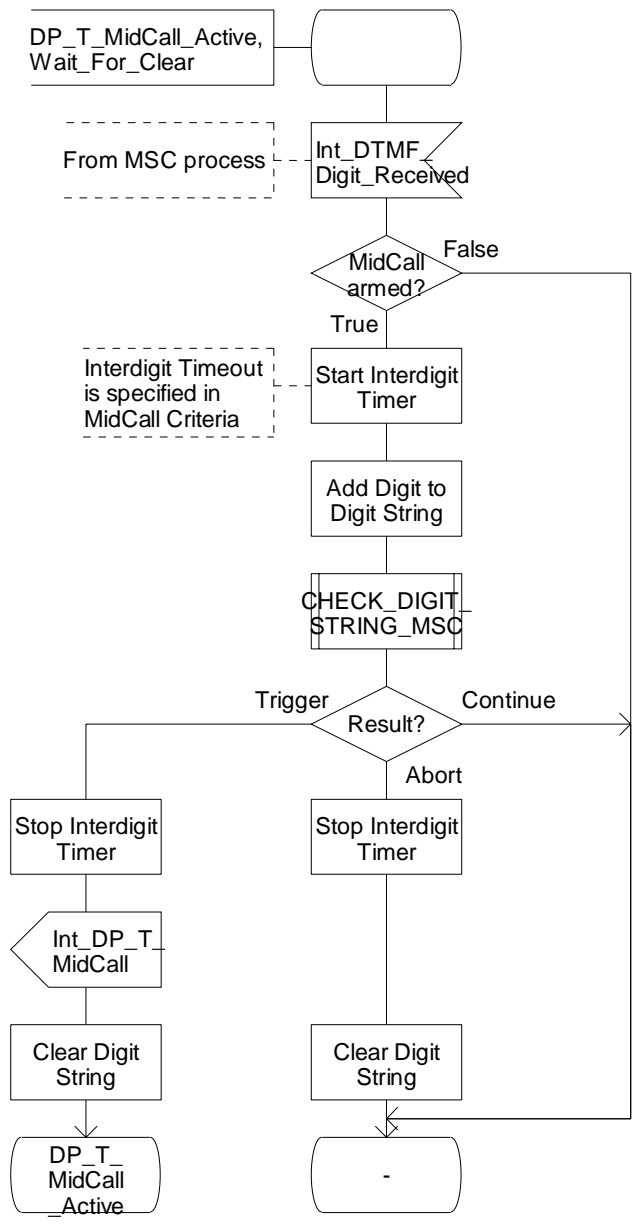 DP_T_MidCall_Active,
Wait_For_Clear
From MSC process
Int_DTMF_
Digit_Received
MidCall
armed?
False
True
Interdigit Timeout
is specified in
MidCall Criteria
Start Interdigit
Timer
Add Digit to
Digit String
CHECK_DIGIT_
STRING_MSC
Trigger
Result?
Continue
Abort
Stop Interdigit
Timer
Stop Interdigit
Timer
Int_DP_T_
MidCall
Clear Digit
String
Clear Digit
String
DP_T_
MidCall
_Active
-